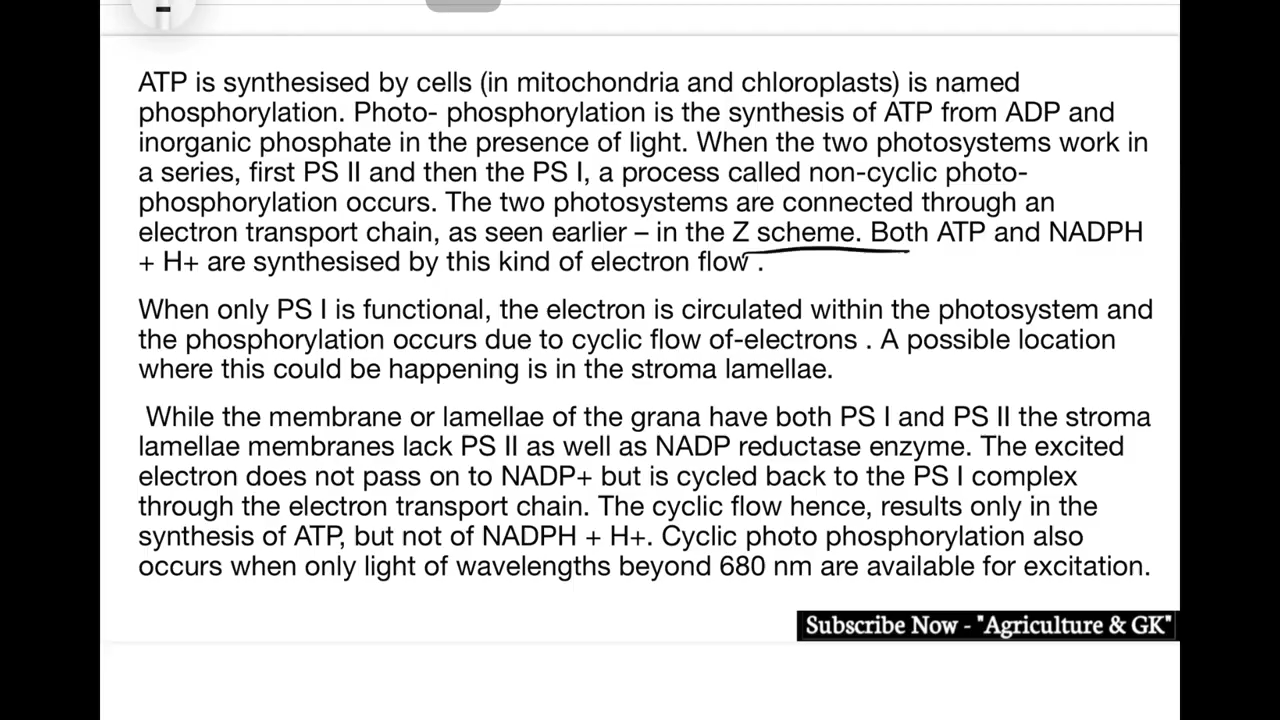 ATP is synthesised by cells (in mitochondria and chloroplasts) is named
phosphorylation. Photo- phosphorylation is the synthesis of ATP from ADP and
inorganic phosphate in the presence of light. When the two photosystems work in
a series, first PS II and then the PS I, a process called non-cyclic photo-
phosphorylation occurs. The two photosystems are connected through an
electron transport chain, as seen earlier – in the Z scheme. Both ATP and NADPH
+ H+ are synthesised by this kind of electron flow .
When only PS I is functional, the electron is circulated within the photosystem and
the phosphorylation occurs due to cyclic flow of-electrons . A possible location
where this could be happening is in the stroma lamellae.
While the membrane or lamellae of the grana have both PS I and PS II the stroma
lamellae membranes lack PS II as well as NADP reductase enzyme. The excited
electron does not pass on to NADP+ but is cycled back to the PS I complex
through the electron transport chain. The cyclic flow hence, results only in the
synthesis of ATP, but not of NADPH + H+. Cyclic photo phosphorylation also
occurs when only light of wavelengths beyond 680 nm are available for excitation.
Subscribe Now - "Agriculture & GK"